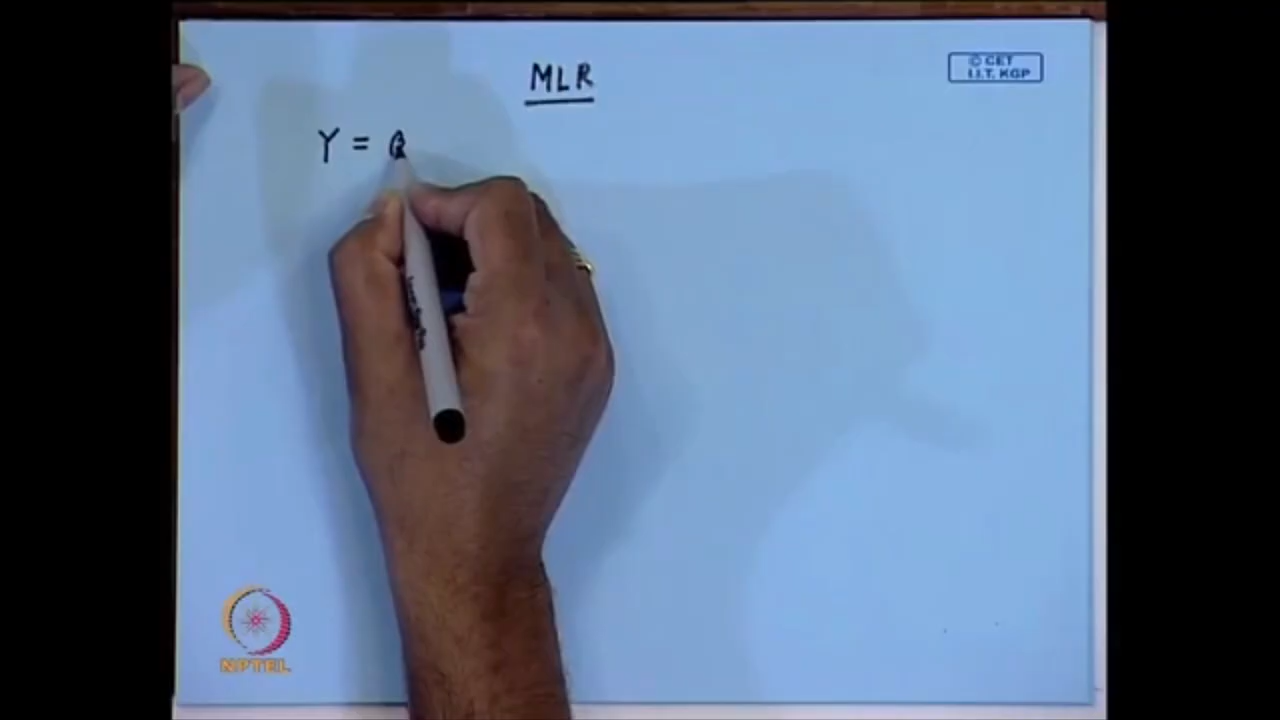 MLR
© CET
I.I.T. KGP
Y = β
NPTEL